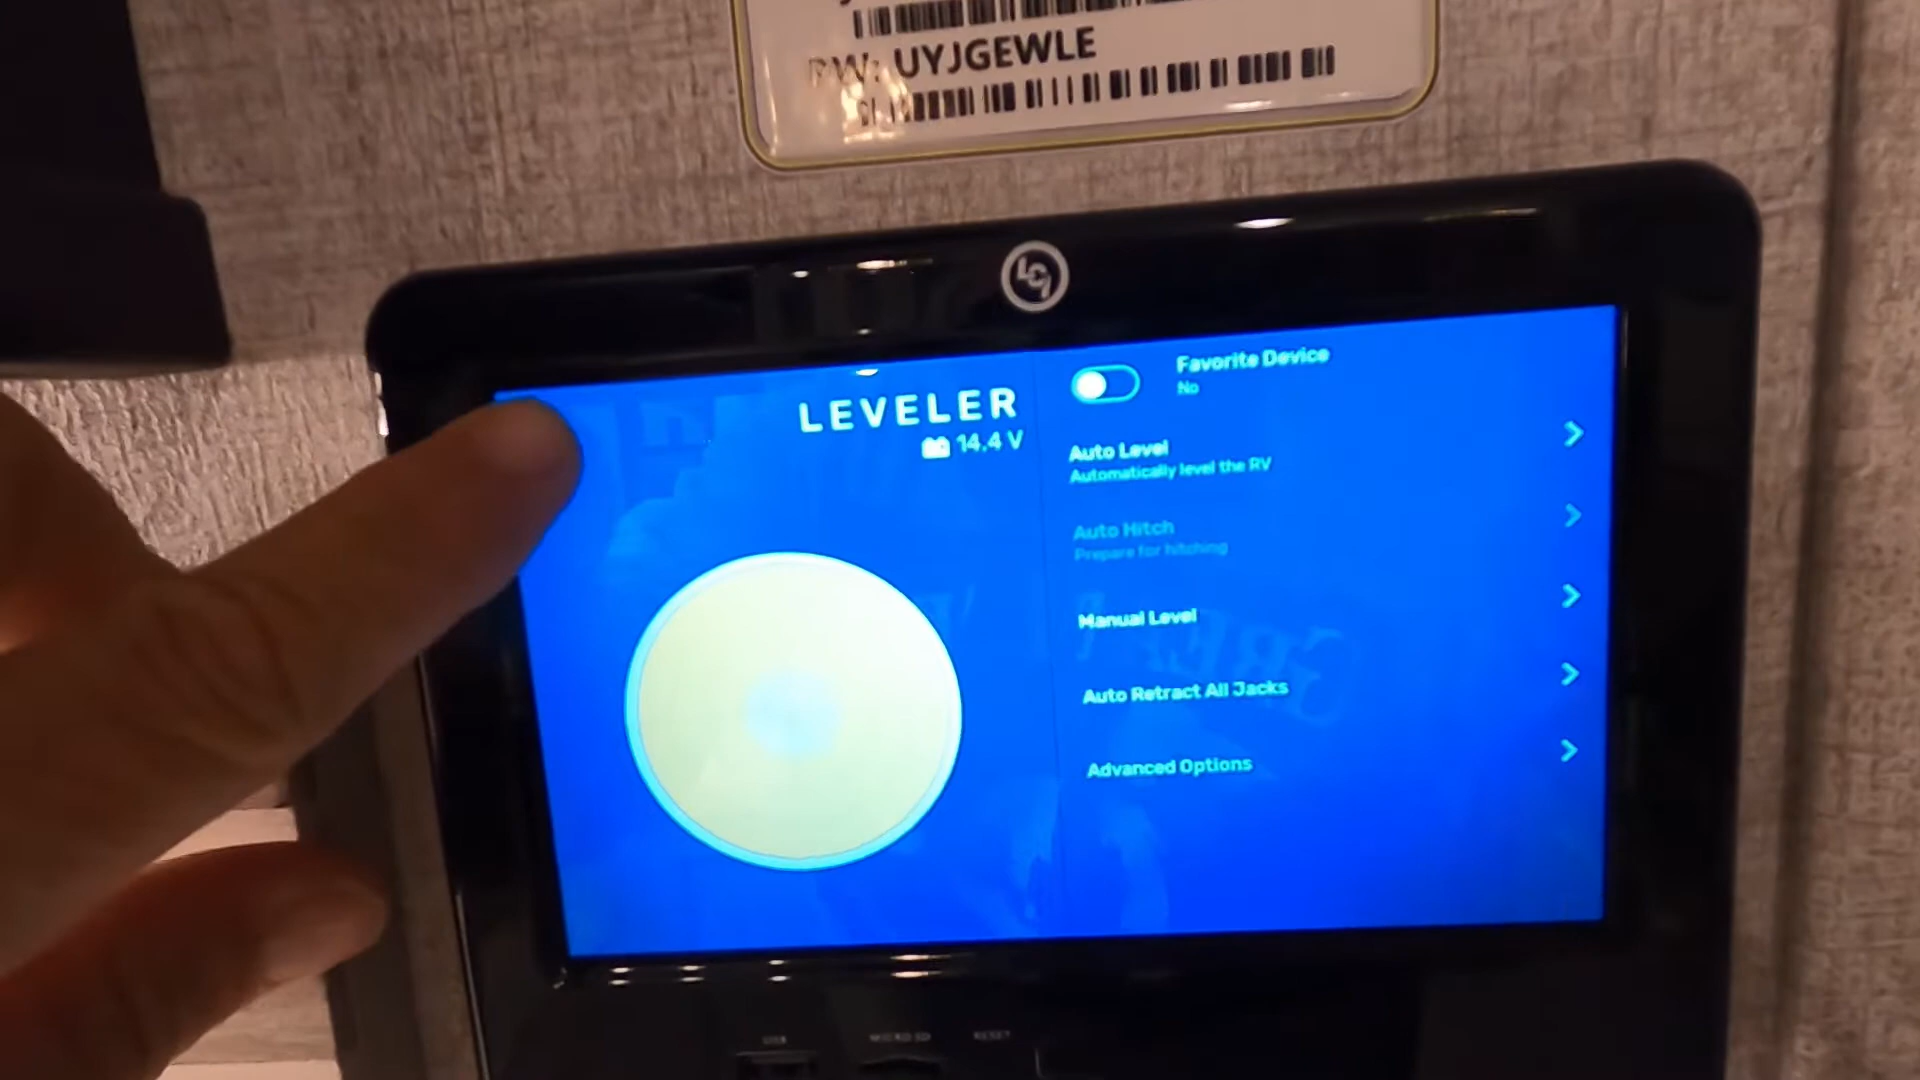 PW: UYJGEWLE
LCI
LEVELER
14.4 V
Favorite Device
No
Auto Level
Automatically level the RV
Auto Hitch
Prepare for hitching
Manual Level
Auto Retract All Jacks
Advanced Options
USB
MICRO SD
RESET